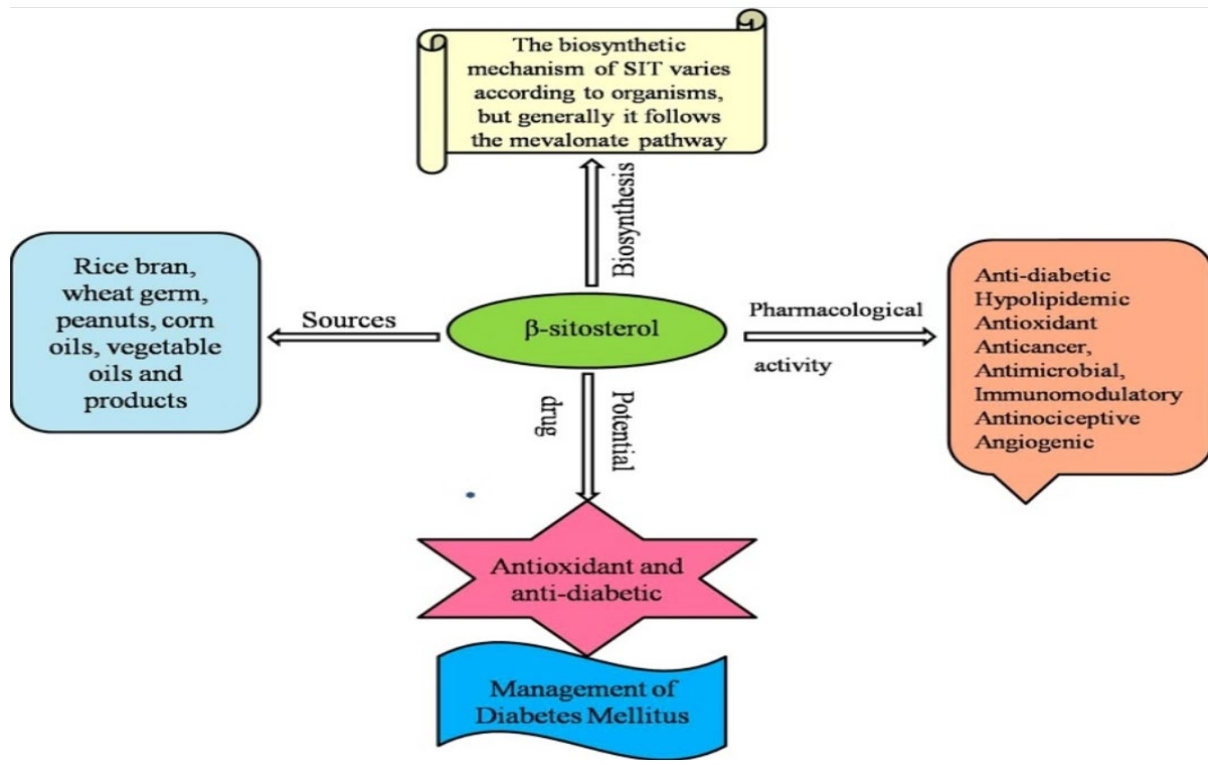 The biosynthetic
mechanism of SIT varies
according to organisms,
but generally it follows
the mevalonate pathway
Biosynthesis
Rice bran,
wheat germ,
peanuts, corn
oils, vegetable
oils and
products
Sources
β-sitosterol
Pharmacological
activity
Anti-diabetic
Hypolipidemic
Antioxidant
Anticancer,
Antimicrobial,
Immunomodulatory
Antinociceptive
Angiogenic
Potential
drug
Antioxidant and
anti-diabetic
Management of
Diabetes Mellitus